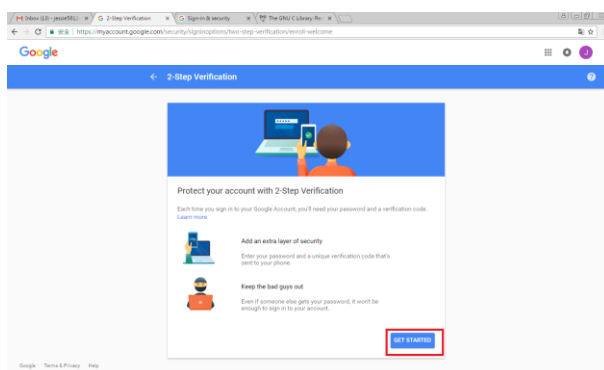 Inbox (13) - jessie0812
2-Step Verification
Sign-in & security
The GNU C Library: Re
https://myaccount.google.com/security/signinoptions/two-step-verification/enroll-welcome
Google
J
← 2-Step Verification
Protect your account with 2-Step Verification
Each time you sign in to your Google Account, you'll need your password and a verification code.
Learn more
Add an extra layer of security
Enter your password and a unique verification code that's
sent to your phone.
Keep the bad guys out
Even if someone else gets your password, it won't be
enough to sign in to your account.
GET STARTED
Google Terms & Privacy Help